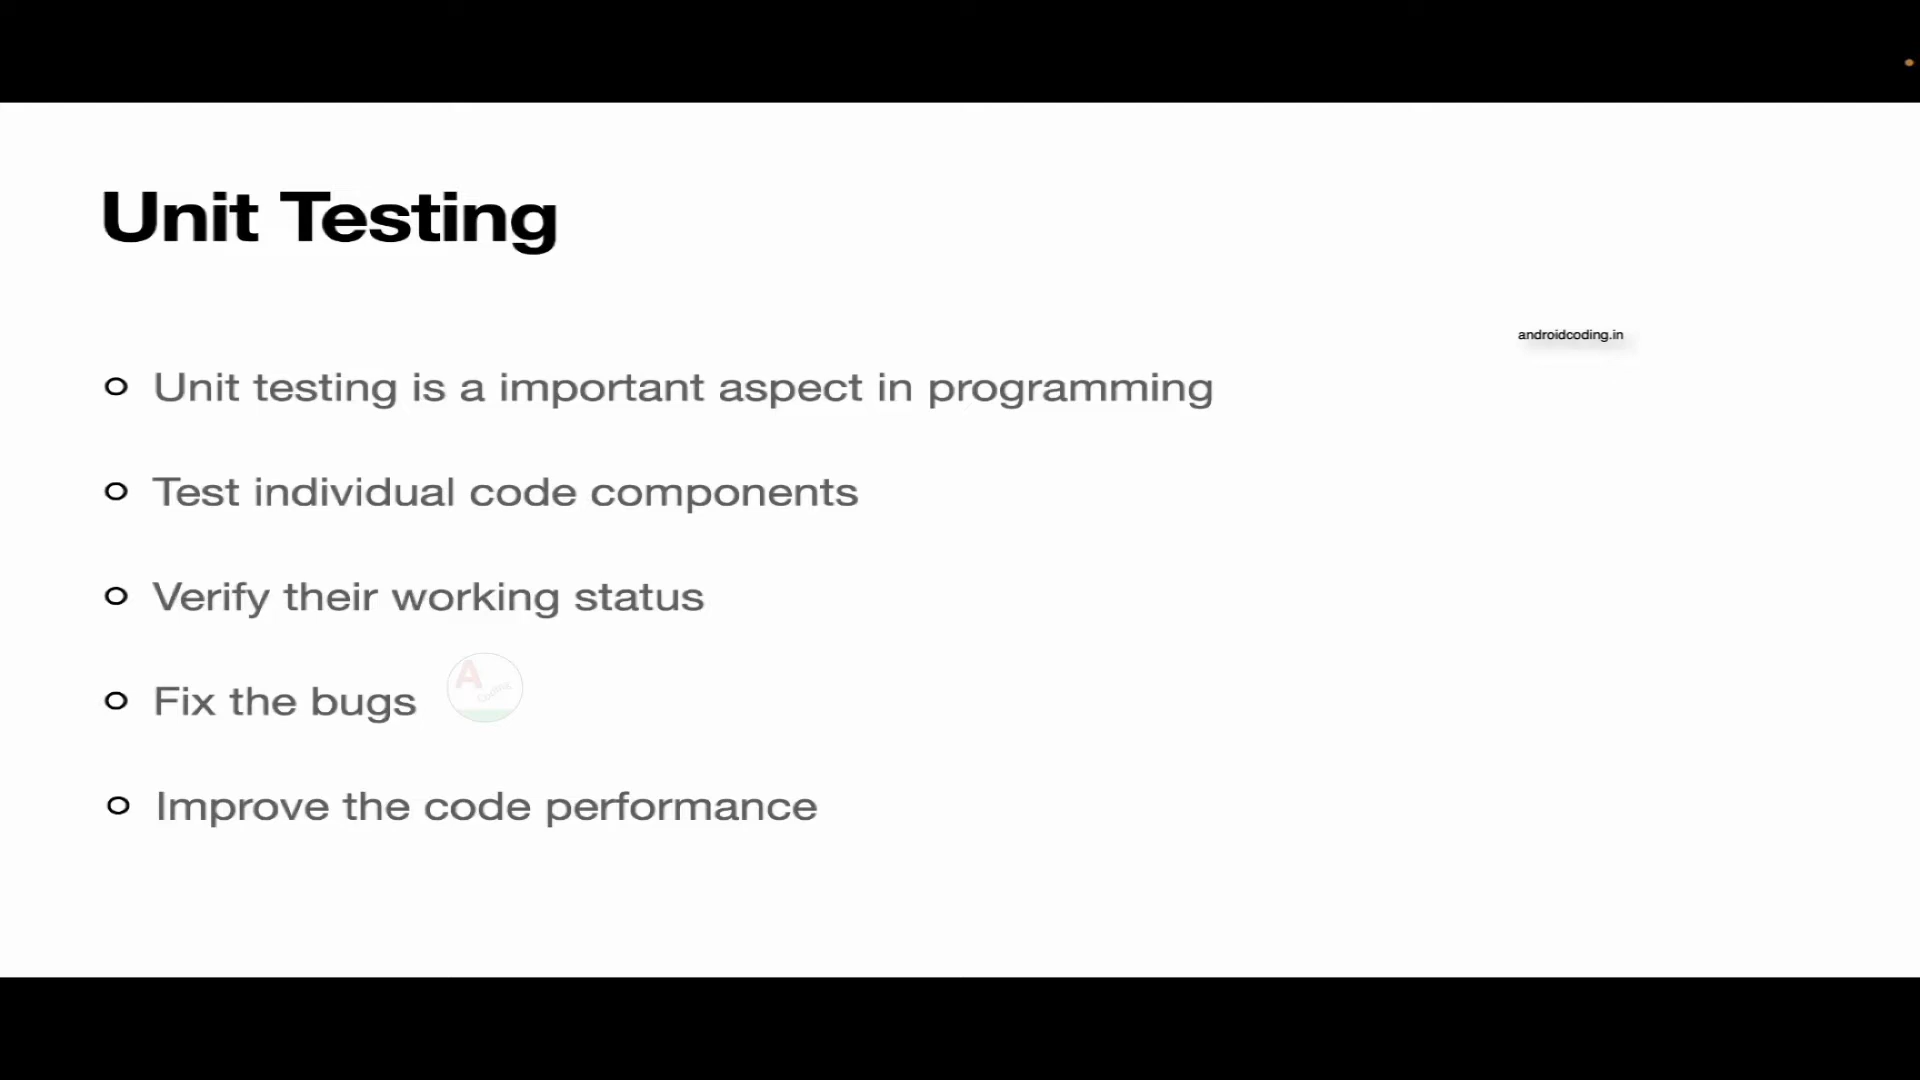 Unit Testing
androidcoding.in
Unit testing is a important aspect in programming
Test individual code components
Verify their working status
Fix the bugs
A
Coding
Improve the code performance